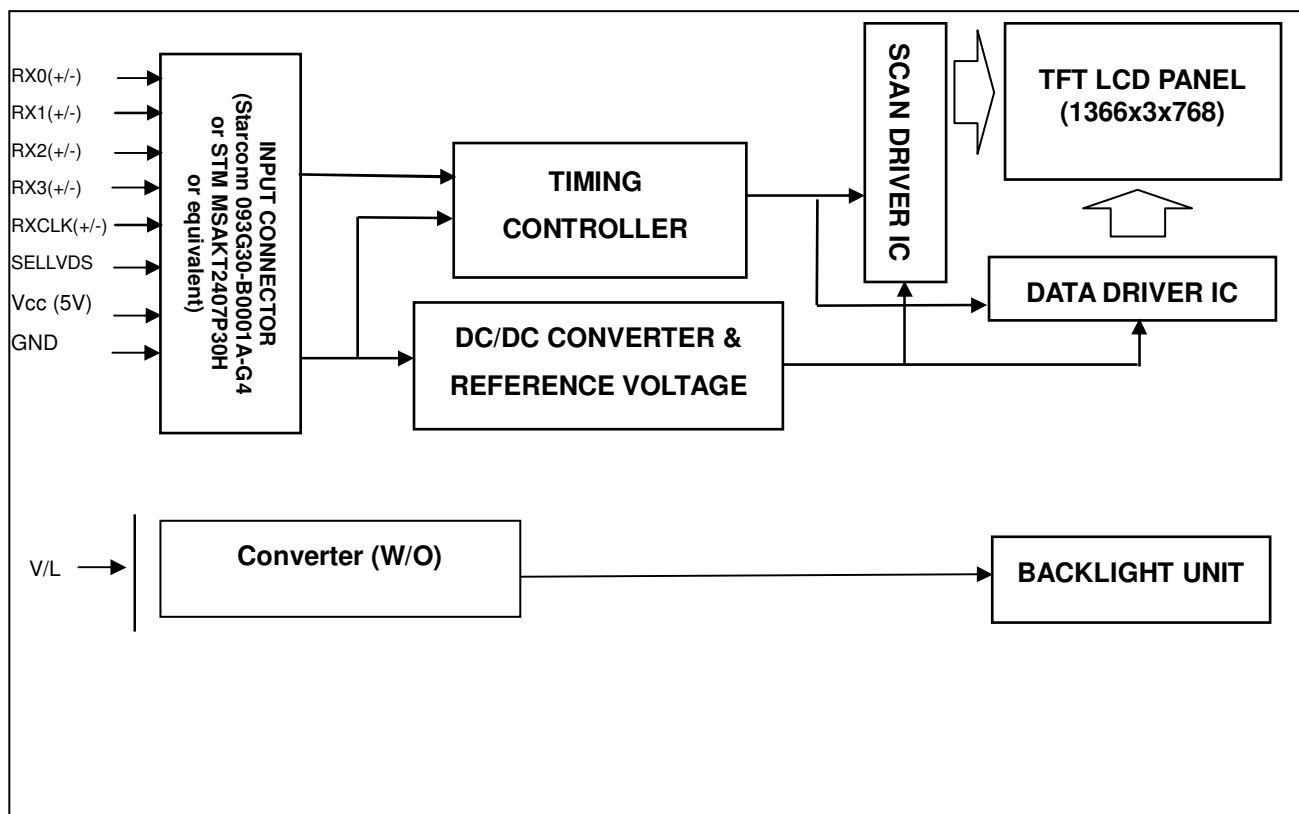 RX0(+/-)
RX1(+/-)
RX2(+/-)
RX3(+/-)
RXCLK(+/-)
SELLVDS
Vcc (5V)
GND
INPUT CONNECTOR
(Starconn 093G30-B0001A-G4
or STM MSAKT2407P30H
or equivalent)
TIMING
CONTROLLER
DC/DC CONVERTER &
REFERENCE VOLTAGE
SCAN DRIVER IC
TFT LCD PANEL
(1366x3x768)
DATA DRIVER IC
V/L
Converter (W/O)
BACKLIGHT UNIT